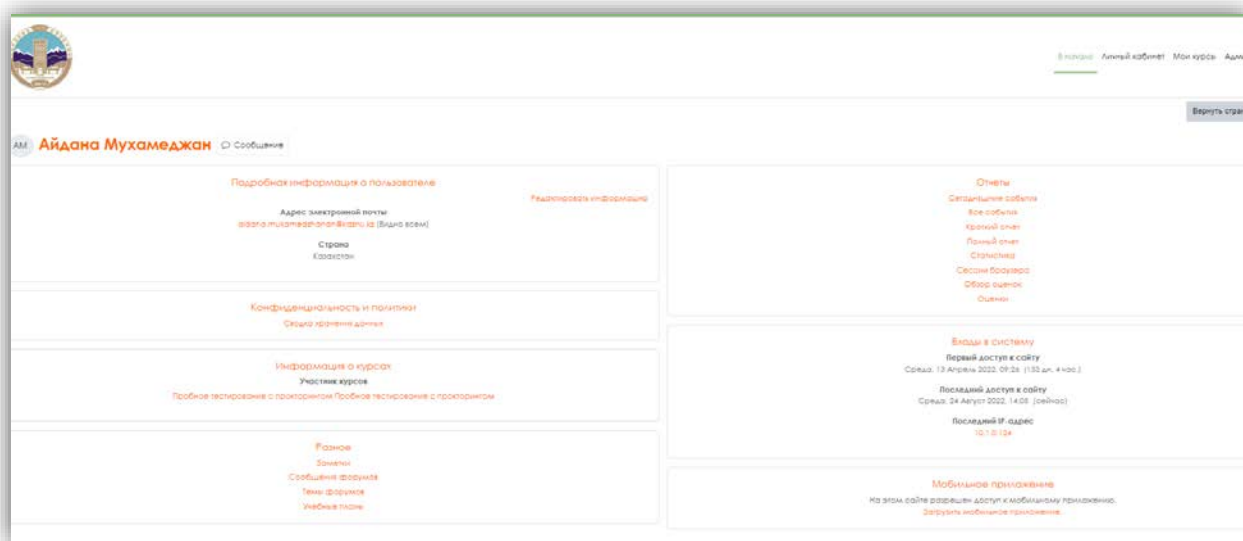 В начало Личный кабинет Мои курсы
Вернуть
АМ Айдана Мухамеджан Сообщение
Подробная информация о пользователе
Редактировать информацию
Адрес электронной почты
(Видно всем)
Страна
Казахстан
Конфиденциальность и политики
Сводка хранения данных
Информация о курсах
Участник курсов
Пробное тестирование с прокторингом Пробное тестирование с прокторингом
Разное
Заметки
Сообщения форумов
Темы форумов
Учебные планы
Отчеты
Сегодняшние события
Все события
Краткий отчет
Полный отчет
Статистика
Сессии браузера
Обзор оценок
Оценки
Входы в систему
Первый доступ к сайту
Среда, 13 Апрель 2022, 09:26 (133 дн. 4 час.)
Последний доступ к сайту
Среда, 24 Август 2022, 14:05 (сейчас)
Последний IP-адрес
Мобильное приложение
На этом сайте разрешен доступ к мобильному приложению.
Загрузить мобильное приложение.